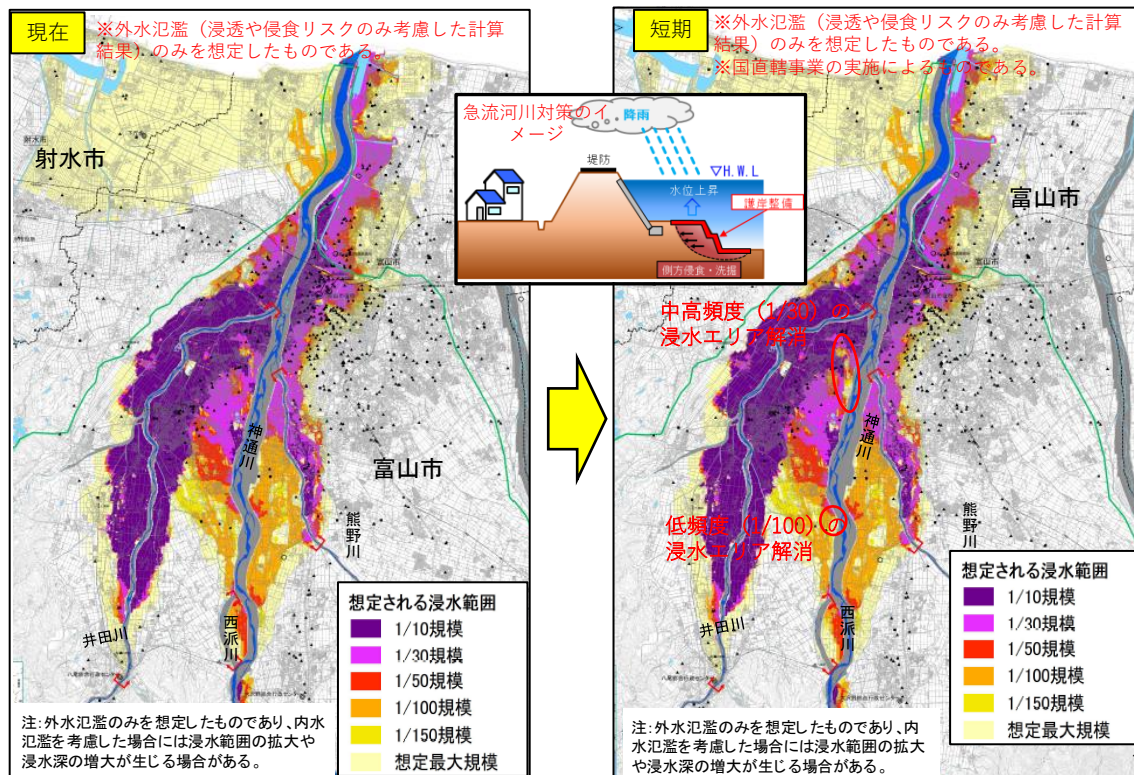 現在
※外水氾濫（浸透や侵食リスクのみ考慮した計算
結果）のみを想定したものである。
射水市
射水市
富山市
神通川
富山市
熊野川
井田川
西派川
想定される浸水範囲
1/10規模
1/30規模
1/50規模
1/100規模
1/150規模
想定最大規模
注：外水氾濫のみを想定したものであり、内水
氾濫を考慮した場合には浸水範囲の拡大や
浸水深の増大が生じる場合がある。
急流河川対策のイ
メージ
降雨
堤防
▽H.W.L
水位上昇
護岸整備
側方侵食・洗掘
短期
※外水氾濫（浸透や侵食リスクのみ考慮した計算
結果）のみを想定したものである。
※国直轄事業の実施によるものである。
富山市
富山市
中高頻度（1/30）の
浸水エリア解消
神通川
低頻度（1/100）の
浸水エリア解消
熊野川
井田川
西派川
想定される浸水範囲
1/10規模
1/30規模
1/50規模
1/100規模
1/150規模
想定最大規模
注：外水氾濫のみを想定したものであり、内
水氾濫を考慮した場合には浸水範囲の拡大
や浸水深の増大が生じる場合がある。